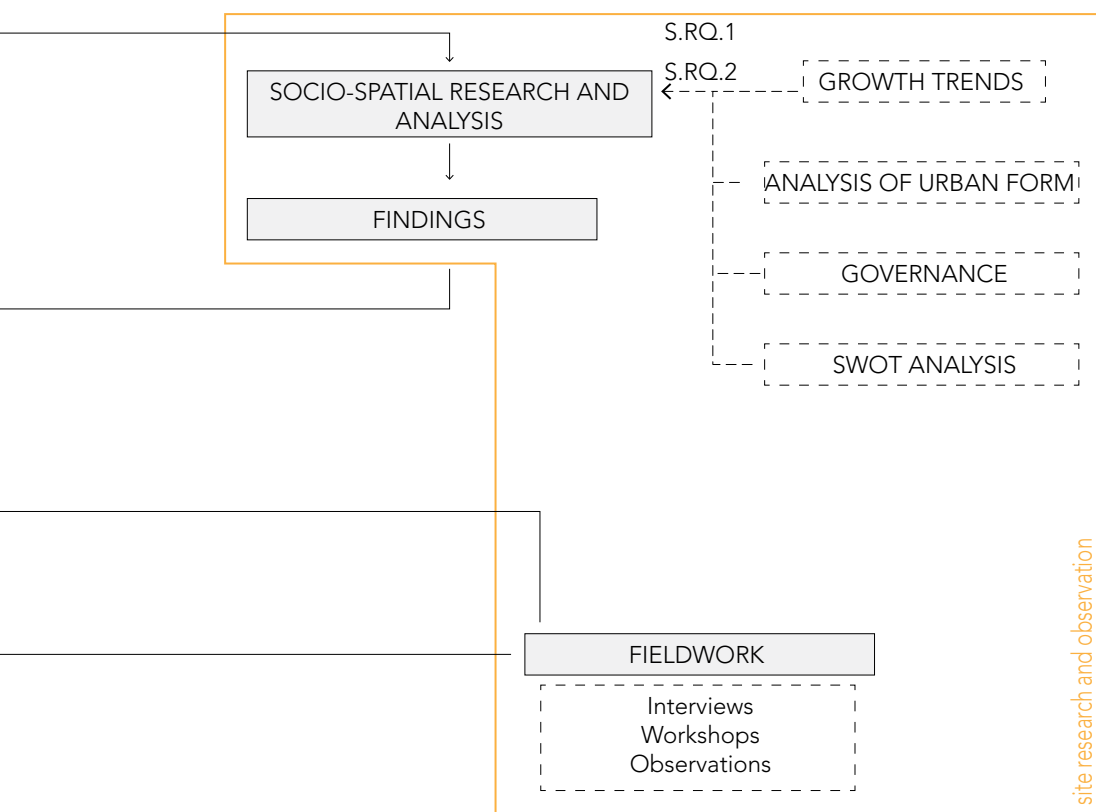 S.RQ.1
S.RQ.2
SOCIO-SPATIAL RESEARCH AND
ANALYSIS
GROWTH TRENDS
ANALYSIS OF URBAN FORM
FINDINGS
GOVERNANCE
SWOT ANALYSIS
FIELDWORK
Interviews
Workshops
Observations
site research and observation